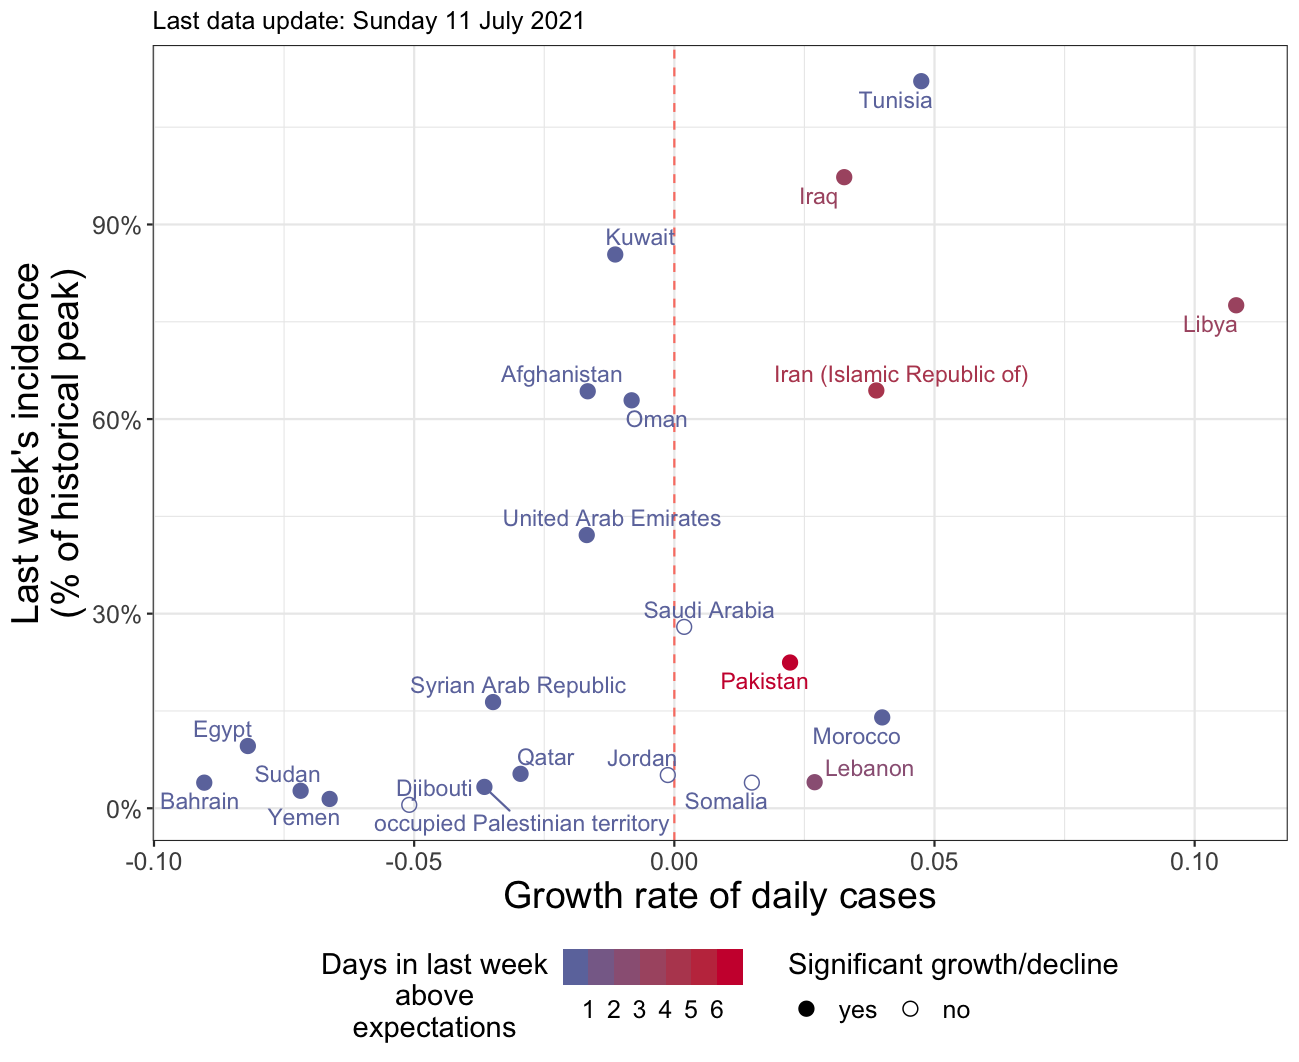 Last data update: Sunday 11 July 2021
Last week's incidence
(% of historical peak)
90%
60%
30%
0%
Tunisia
Iraq
Kuwait
Libya
Afghanistan
Iran (Islamic Republic of)
Oman
United Arab Emirates
Saudi Arabia
Pakistan
Syrian Arab Republic
Egypt
Morocco
Qatar
Jordan
Lebanon
Sudan
Djibouti
Bahrain
Somalia
Yemen
occupied Palestinian territory
-0.10 -0.05 0.00 0.05 0.10
Growth rate of daily cases
Days in last week
above
expectations
1 2 3 4 5 6
Significant growth/decline
yes no